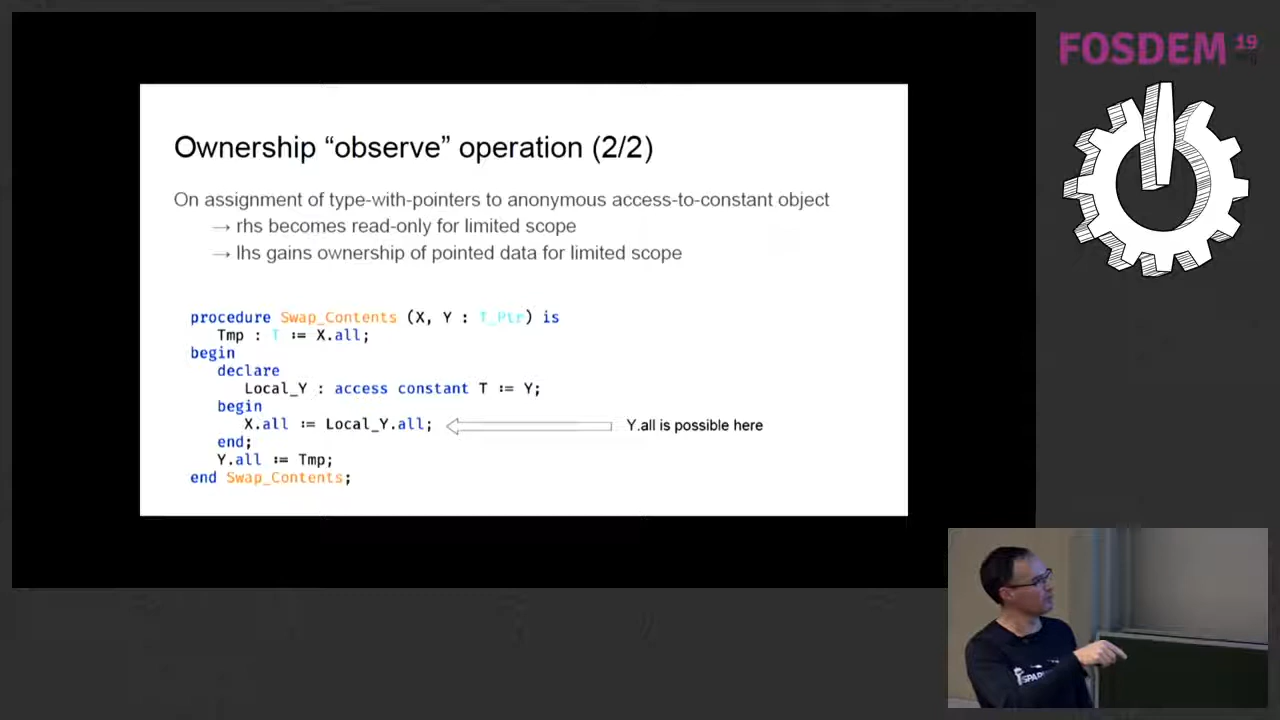 FOSDEM 19
Ownership “observe” operation (2/2)
On assignment of type-with-pointers to anonymous access-to-constant object
→ rhs becomes read-only for limited scope
→ lhs gains ownership of pointed data for limited scope
procedure Swap_Contents (X, Y : T_Ptr) is
Tmp : T := X.all;
begin
declare
Local_Y : access constant T := Y;
begin
X.all := Local_Y.all;
Y.all is possible here
end;
Y.all := Tmp;
end Swap_Contents;